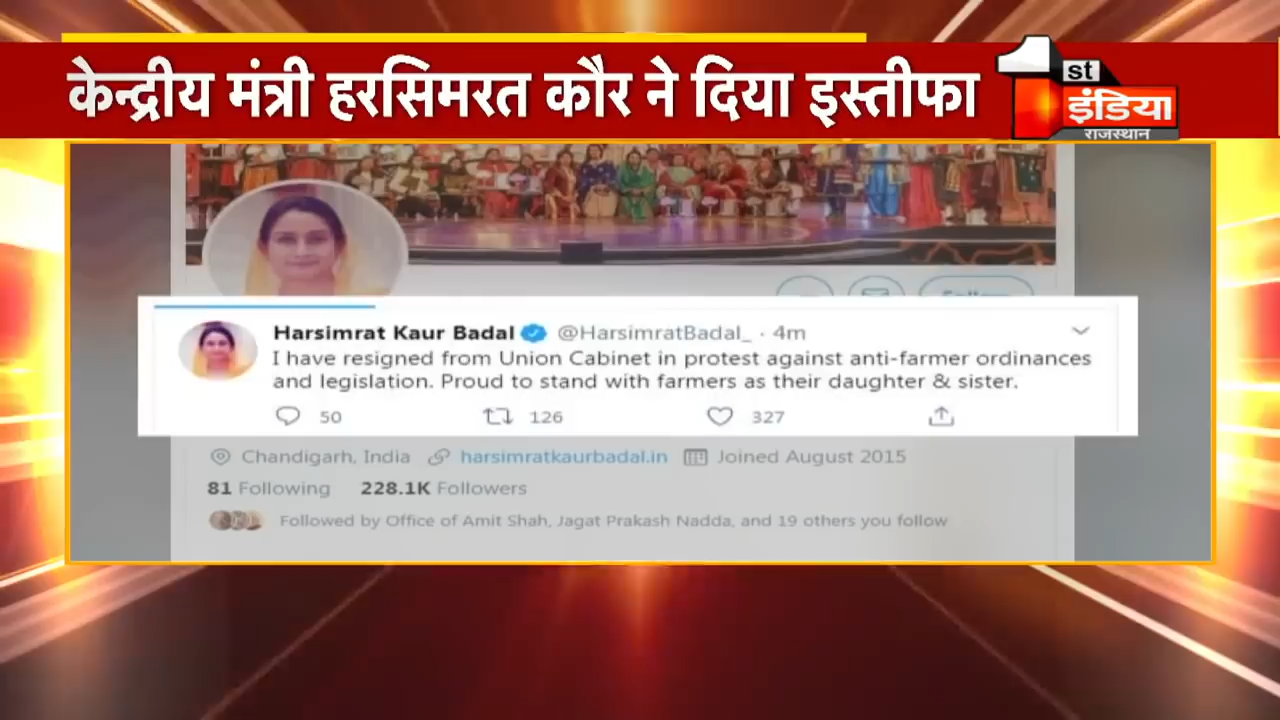 केन्द्रीय मंत्री हरसिमरत कौर ने दिया इस्तीफा
1st
इंडिया
राजस्थान
Harsimrat Kaur Badal @HarsimratBadal_ · 4m
I have resigned from Union Cabinet in protest against anti-farmer ordinances
and legislation. Proud to stand with farmers as their daughter & sister.
50 126 327
Chandigarh, India harsimratkaurbadal.in Joined August 2015
81 Following 228.1K Followers
Followed by Office of Amit Shah, Jagat Prakash Nadda, and 19 others you follow